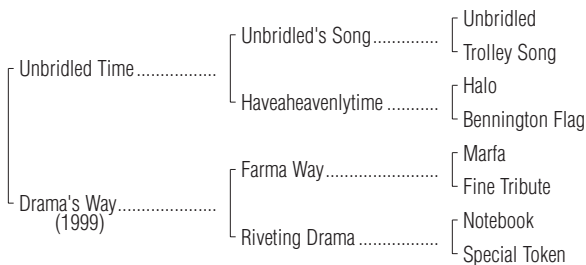 Unbridled
Unbridled's Song..............
Trolley Song
Unbridled Time.................
Halo
Haveaheavenlytime ...........
Bennington Flag
Marfa
Farma Way........................
Fine Tribute
Drama's Way.....................
(1999)
Notebook
Riveting Drama .................
Special Token